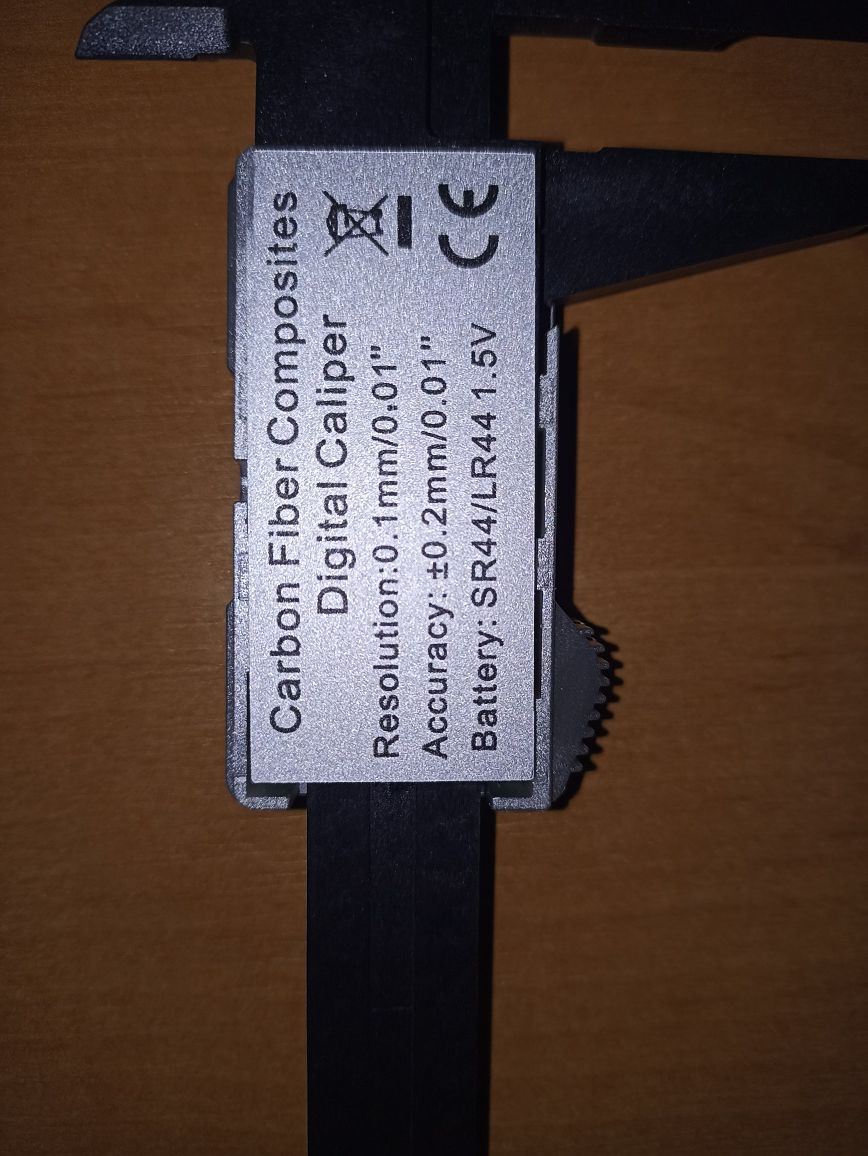 Carbon Fiber Composites
Digital Caliper
Resolution:0.1mm/0.01"
Accuracy: ±0.2mm/0.01"
Battery: SR44/LR44 1.5V
CE